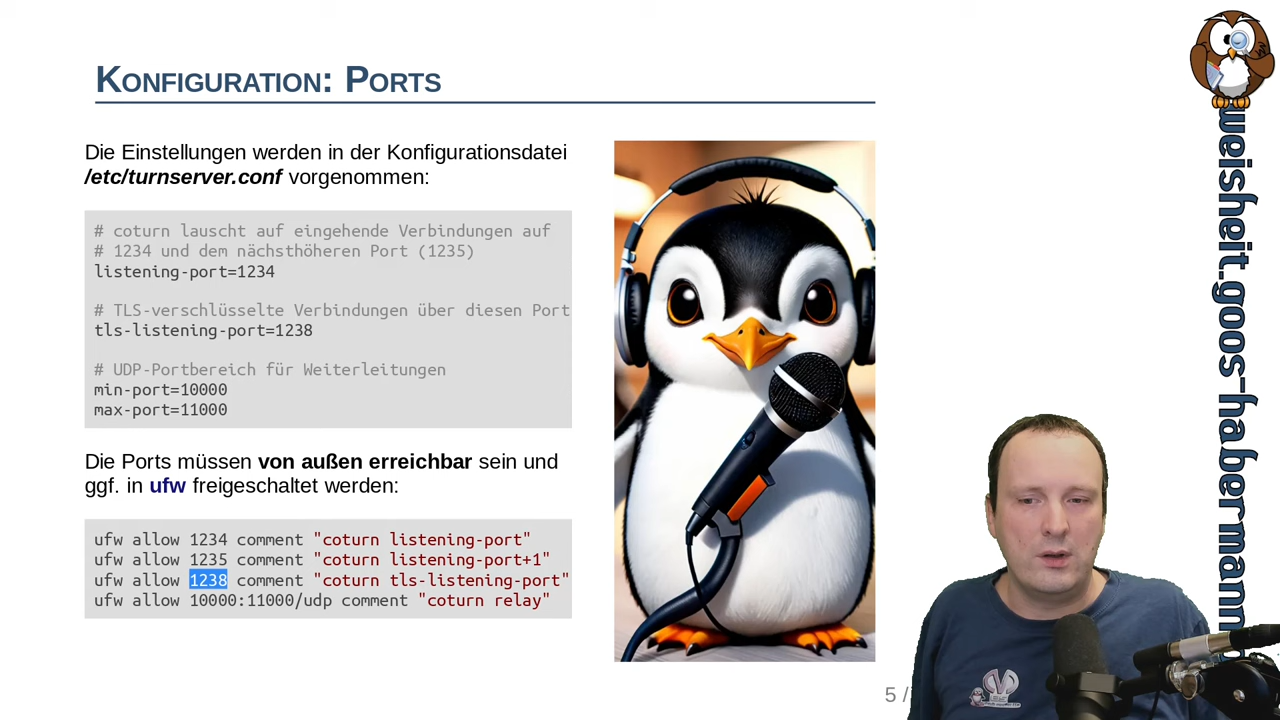 KONFIGURATION: PORTS
Die Einstellungen werden in der Konfigurationsdatei
/etc/turnserver.conf vorgenommen:
# coturn lauscht auf eingehende Verbindungen auf
# 1234 und dem nächsthöheren Port (1235)
listening-port=1234
# TLS-verschlüsselte Verbindungen über diesen Port
tls-listening-port=1238
# UDP-Portbereich für Weiterleitungen
min-port=10000
max-port=11000
Die Ports müssen von außen erreichbar sein und
ggf. in ufw freigeschaltet werden:
ufw allow 1234 comment "coturn listening-port"
ufw allow 1235 comment "coturn listening-port+1"
ufw allow 1238 comment "coturn tls-listening-port"
ufw allow 10000:11000/udp comment "coturn relay"
5 /
weisheit.goos-habermann